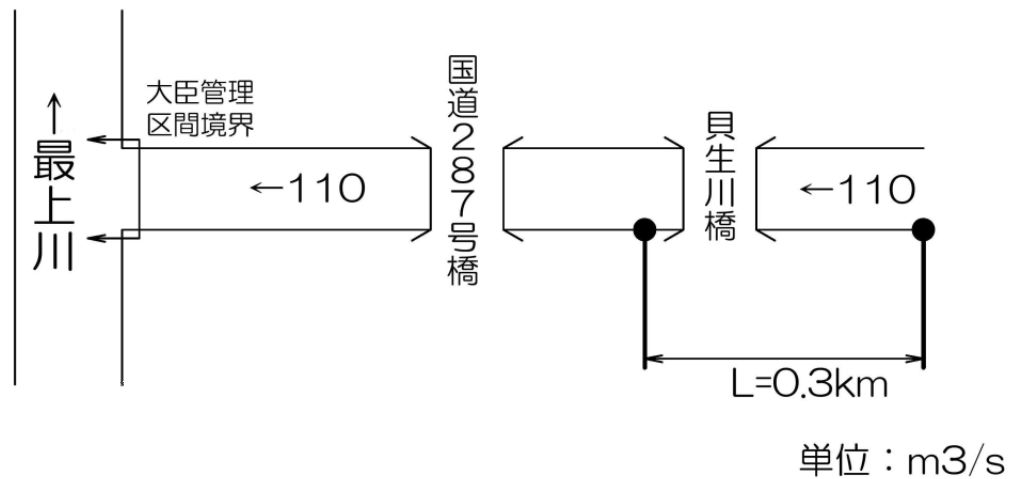 大臣管理
区間境界
←最上川
←110
国道287号橋
貝生川橋
←110
L=0.3km
単位：m3/s